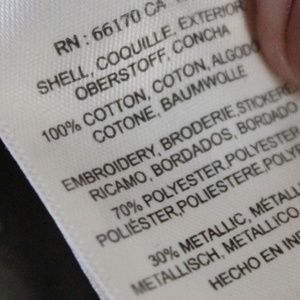 RN : 66170 CA
SHELL, COQUILLE, EXTERIOR
OBERSTOFF, CONCHA
100% COTTON, COTON, ALGODO
COTONE, BAUMWOLLE
EMBROIDERY, BRODERIE, STICKERE
RICAMO, BORDADOS, BORDADO
70% POLYESTER, POLYESTER
POLIÉSTER, POLIESTERE, POLY
30% METALLIC, MÉTALL
METALLISCH, METALLICO
HECHO EN IN